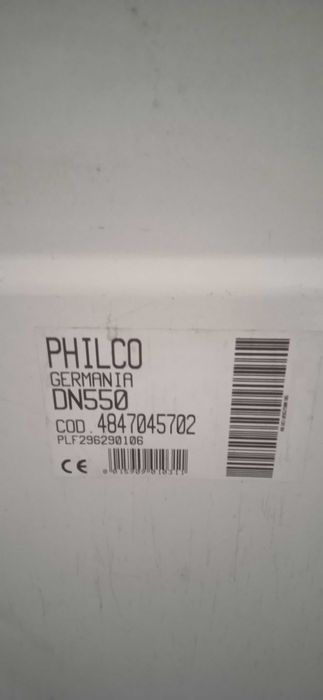 PHILCO
GERMANIA
DN550
COD. 4847045702
PLF296290106
CE